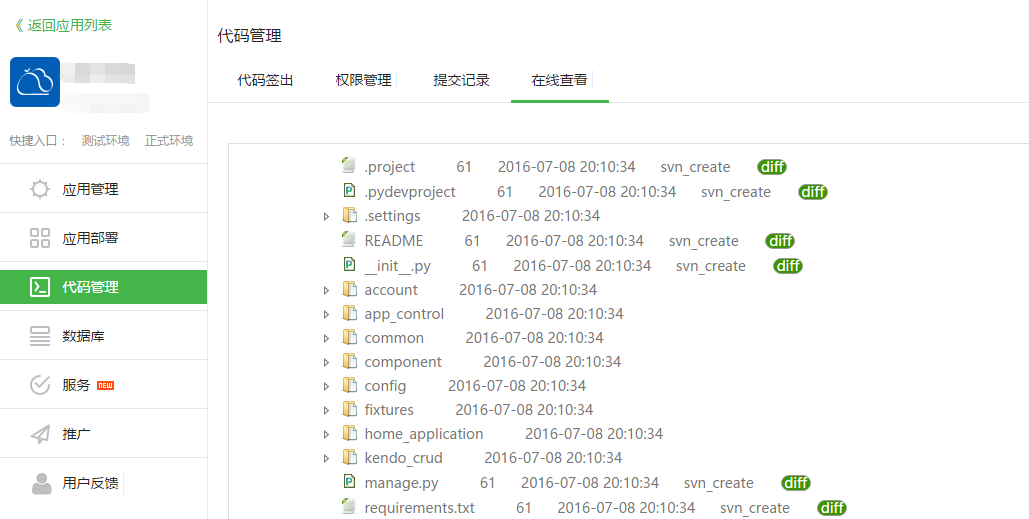 《 返回应用列表
快捷入口： 测试环境 正式环境
应用管理
应用部署
代码管理
数据库
服务 NEW
推广
用户反馈
代码管理
代码签出 权限管理 提交记录 在线查看
.project 61 2016-07-08 20:10:34 svn_create diff
.pydevproject 61 2016-07-08 20:10:34 svn_create diff
.settings 2016-07-08 20:10:34
README 61 2016-07-08 20:10:34 svn_create diff
__init__.py 61 2016-07-08 20:10:34 svn_create diff
account 2016-07-08 20:10:34
app_control 2016-07-08 20:10:34
common 2016-07-08 20:10:34
component 2016-07-08 20:10:34
config 2016-07-08 20:10:34
fixtures 2016-07-08 20:10:34
home_application 2016-07-08 20:10:34
kendo_crud 2016-07-08 20:10:34
manage.py 61 2016-07-08 20:10:34 svn_create diff
requirements.txt 61 2016-07-08 20:10:34 svn_create diff